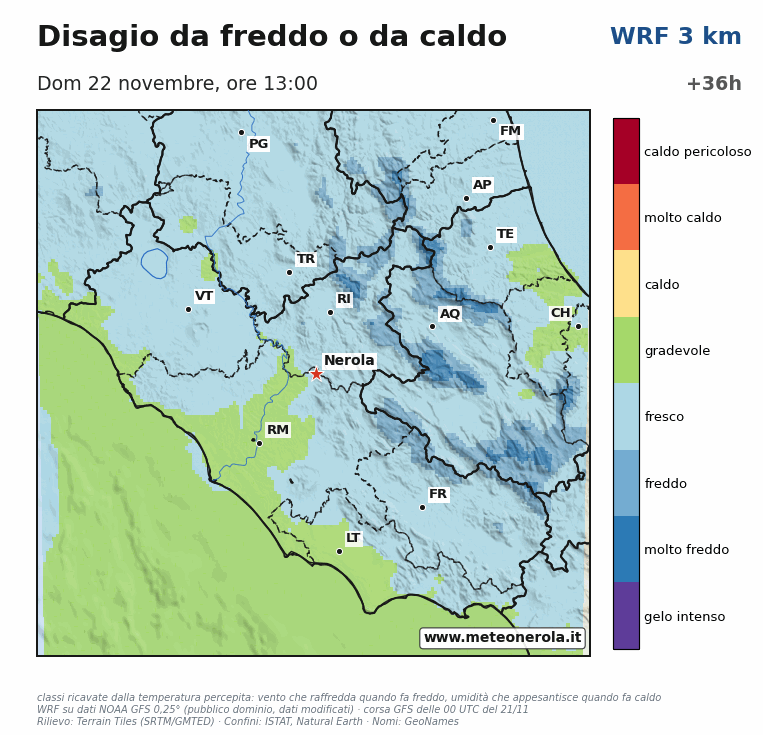 Disagio da freddo o da caldo
WRF 3 km
Dom 22 novembre, ore 13:00
+36h
FM
PG
AP
TE
TR
VT
RI
AQ
CH
Nerola
RM
FR
LT
www.meteonerola.it
caldo pericoloso
molto caldo
caldo
gradevole
fresco
freddo
molto freddo
gelo intenso
classi ricavate dalla temperatura percepita: vento che raffredda quando fa freddo, umidità che appesantisce quando fa caldo
WRF su dati NOAA GFS 0,25° (pubblico dominio, dati modificati) · corsa GFS delle 00 UTC del 21/11
Rilievo: Terrain Tiles (SRTM/GMTED) · Confini: ISTAT, Natural Earth · Nomi: GeoNames